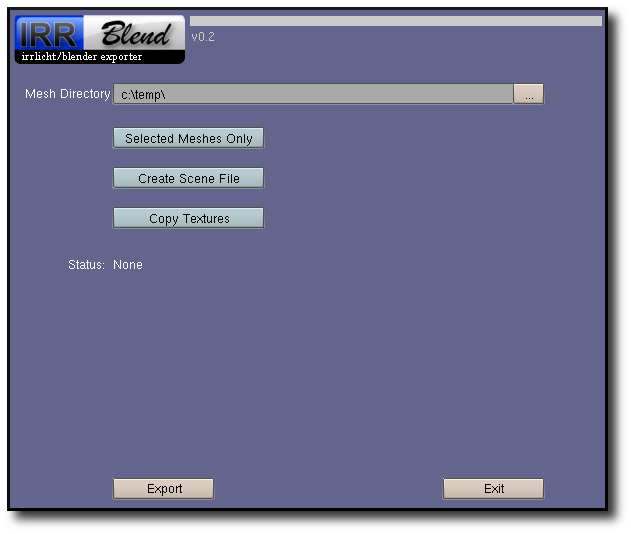 IRR Blend
irrlicht/blender exporter
v0.2
Mesh Directory c:\temp\ ...
Selected Meshes Only
Create Scene File
Copy Textures
Status: None
Export Exit